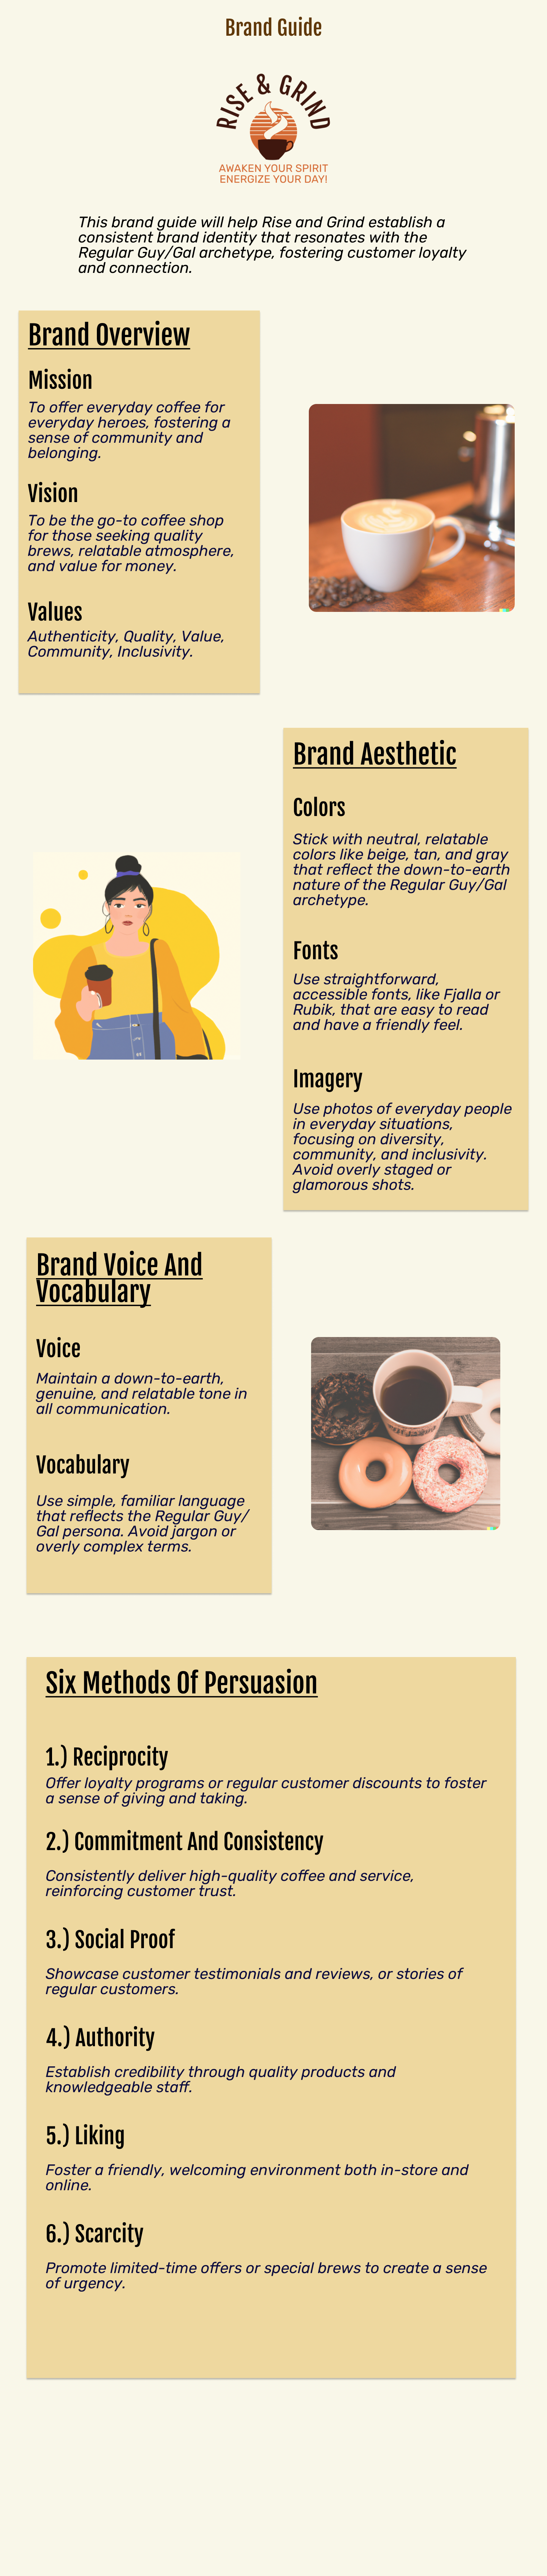 Brand Guide
RISE & GRIND
AWAKEN YOUR SPIRIT
ENERGIZE YOUR DAY!
This brand guide will help Rise and Grind establish a
consistent brand identity that resonates with the
Regular Guy/Gal archetype, fostering customer loyalty
and connection.
Brand Overview
Mission
To offer everyday coffee for
everyday heroes, fostering a
sense of community and
belonging.
Vision
To be the go-to coffee shop
for those seeking quality
brews, relatable atmosphere,
and value for money.
Values
Authenticity, Quality, Value,
Community, Inclusivity.
Brand Aesthetic
Colors
Stick with neutral, relatable
colors like beige, tan, and gray
that reflect the down-to-earth
nature of the Regular Guy/Gal
archetype.
Fonts
Use straightforward,
accessible fonts, like Fjalla or
Rubik, that are easy to read
and have a friendly feel.
Imagery
Use photos of everyday people
in everyday situations,
focusing on diversity,
community, and inclusivity.
Avoid overly staged or
glamorous shots.
Brand Voice And
Vocabulary
Voice
Maintain a down-to-earth,
genuine, and relatable tone in
all communication.
Vocabulary
Use simple, familiar language
that reflects the Regular Guy/
Gal persona. Avoid jargon or
overly complex terms.
Six Methods Of Persuasion
1.) Reciprocity
Offer loyalty programs or regular customer discounts to foster
a sense of giving and taking.
2.) Commitment And Consistency
Consistently deliver high-quality coffee and service,
reinforcing customer trust.
3.) Social Proof
Showcase customer testimonials and reviews, or stories of
regular customers.
4.) Authority
Establish credibility through quality products and
knowledgeable staff.
5.) Liking
Foster a friendly, welcoming environment both in-store and
online.
6.) Scarcity
Promote limited-time offers or special brews to create a sense
of urgency.